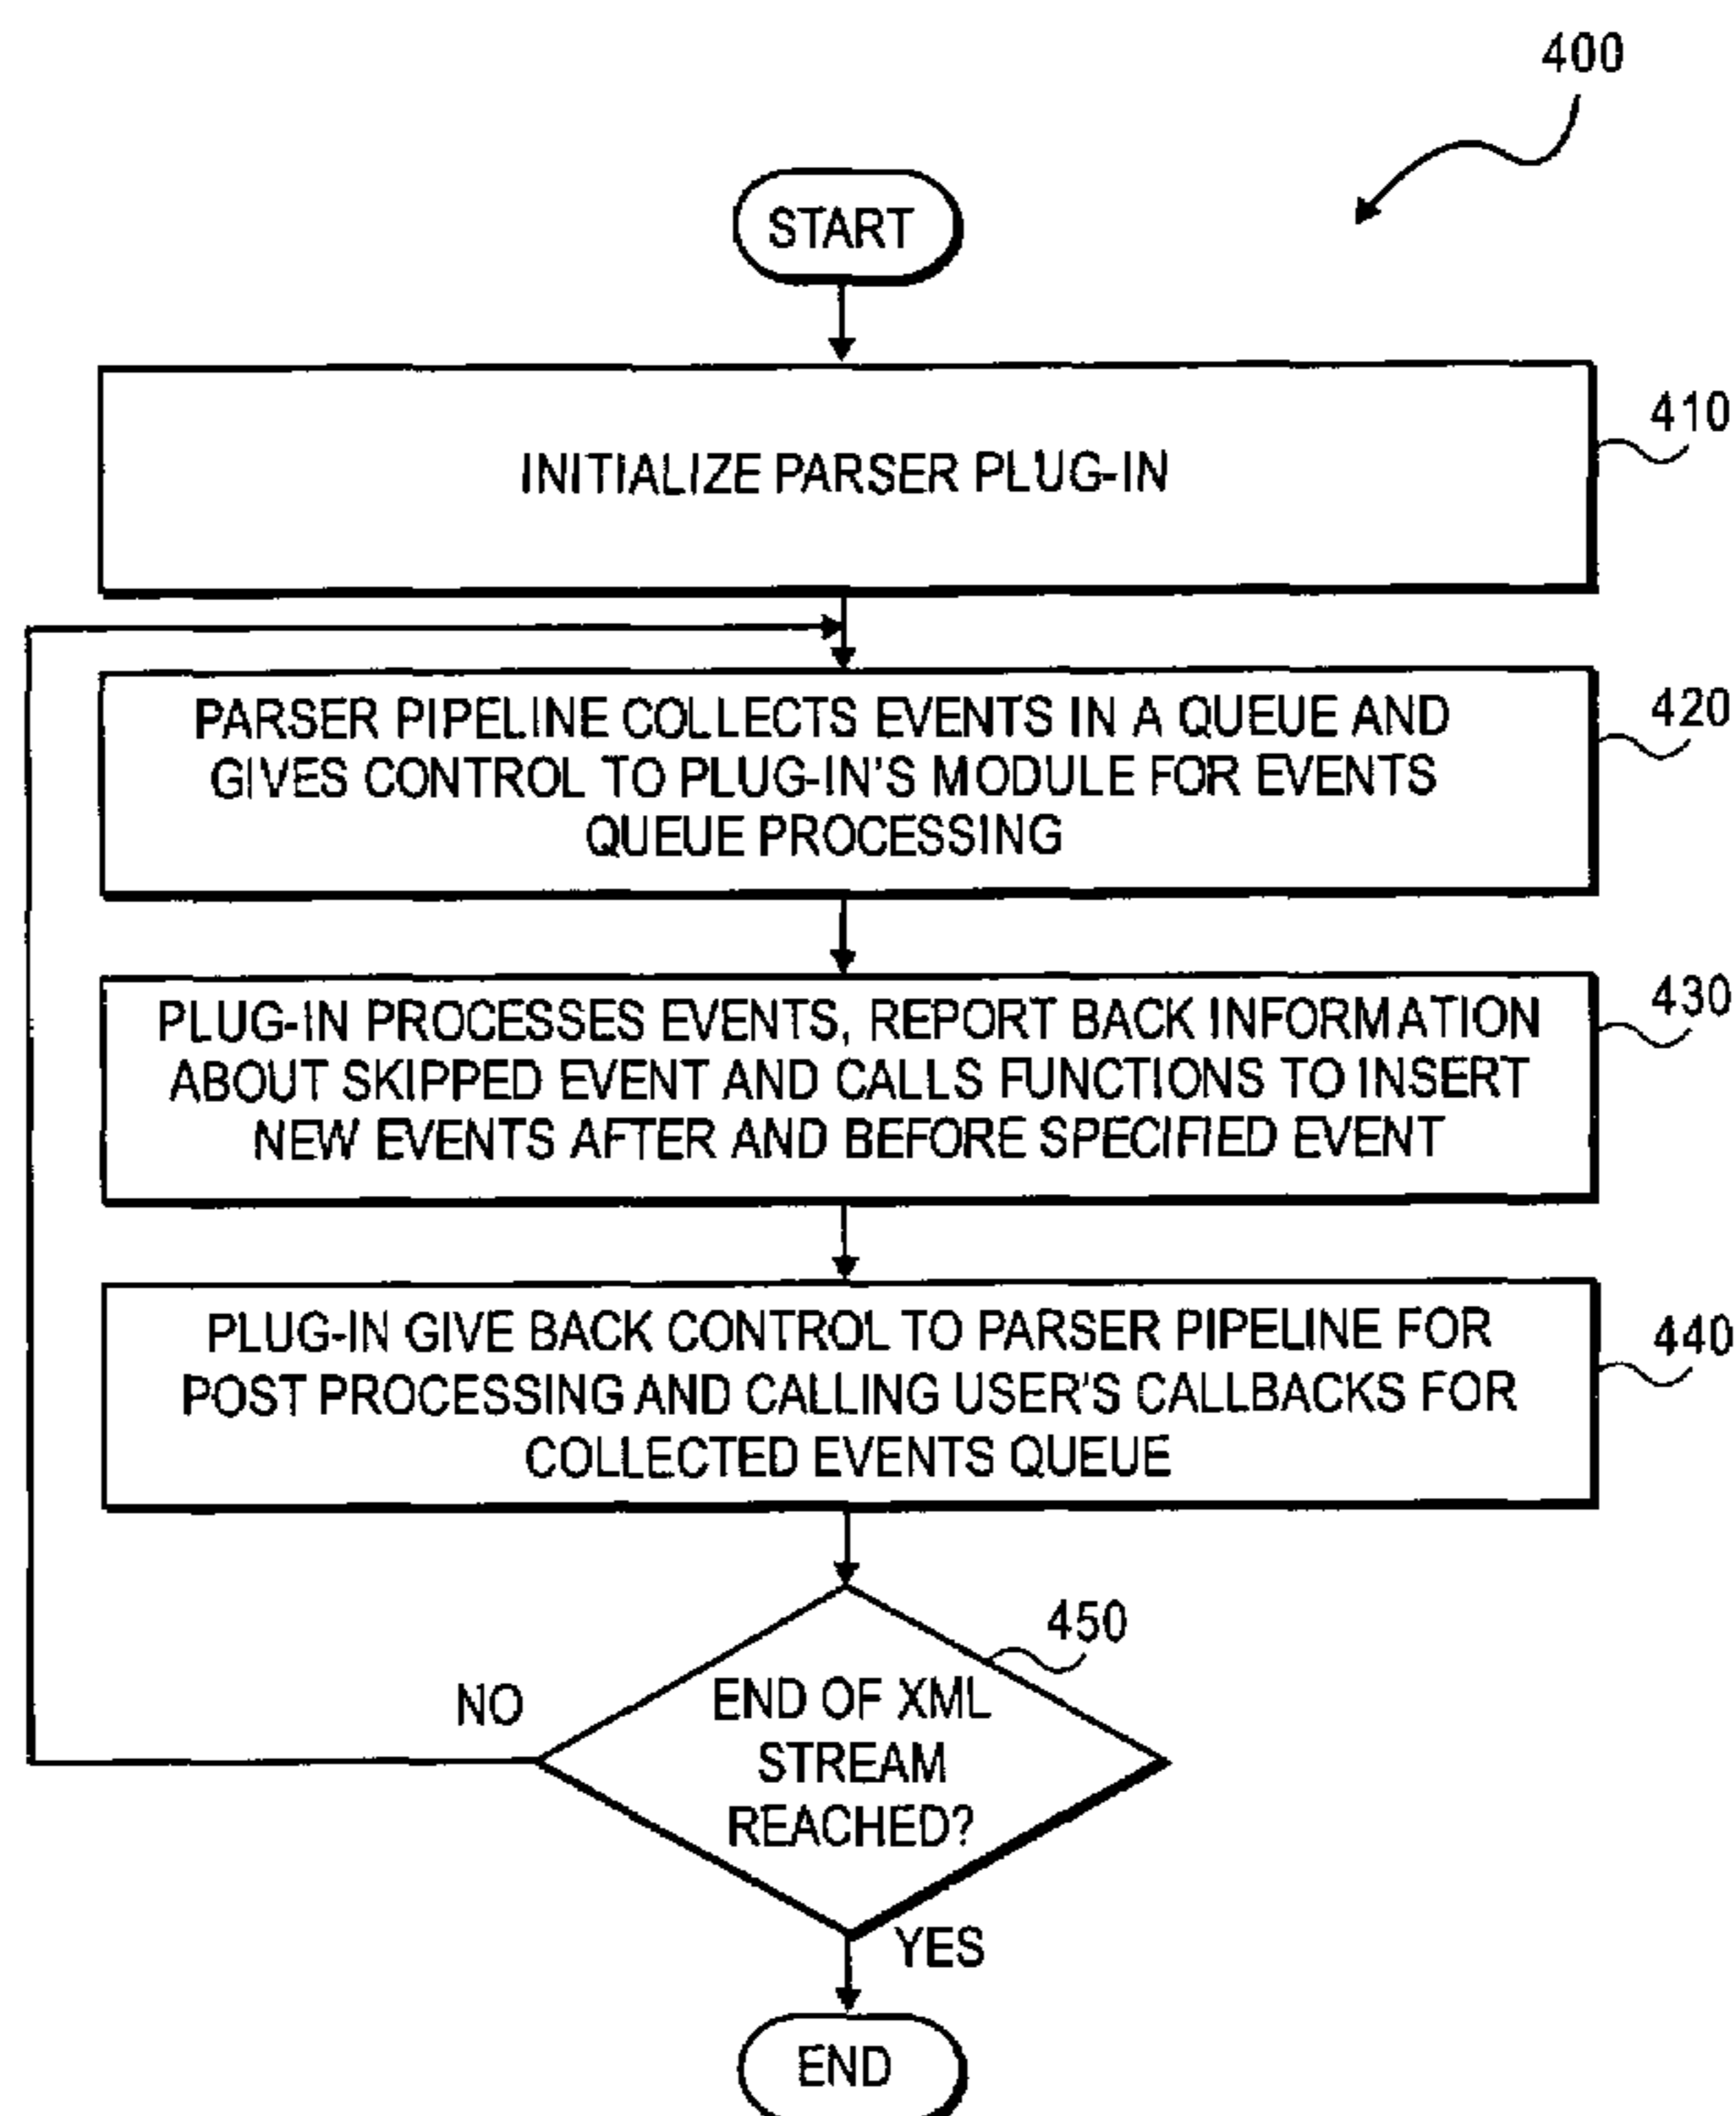 400
START
INITIALIZE PARSER PLUG-IN
410
PARSER PIPELINE COLLECTS EVENTS IN A QUEUE AND
GIVES CONTROL TO PLUG-IN'S MODULE FOR EVENTS
QUEUE PROCESSING
420
PLUG-IN PROCESSES EVENTS, REPORT BACK INFORMATION
ABOUT SKIPPED EVENT AND CALLS FUNCTIONS TO INSERT
NEW EVENTS AFTER AND BEFORE SPECIFIED EVENT
430
PLUG-IN GIVE BACK CONTROL TO PARSER PIPELINE FOR
POST PROCESSING AND CALLING USER'S CALLBACKS FOR
COLLECTED EVENTS QUEUE
440
450
END OF XML
STREAM
REACHED?
NO
YES
END